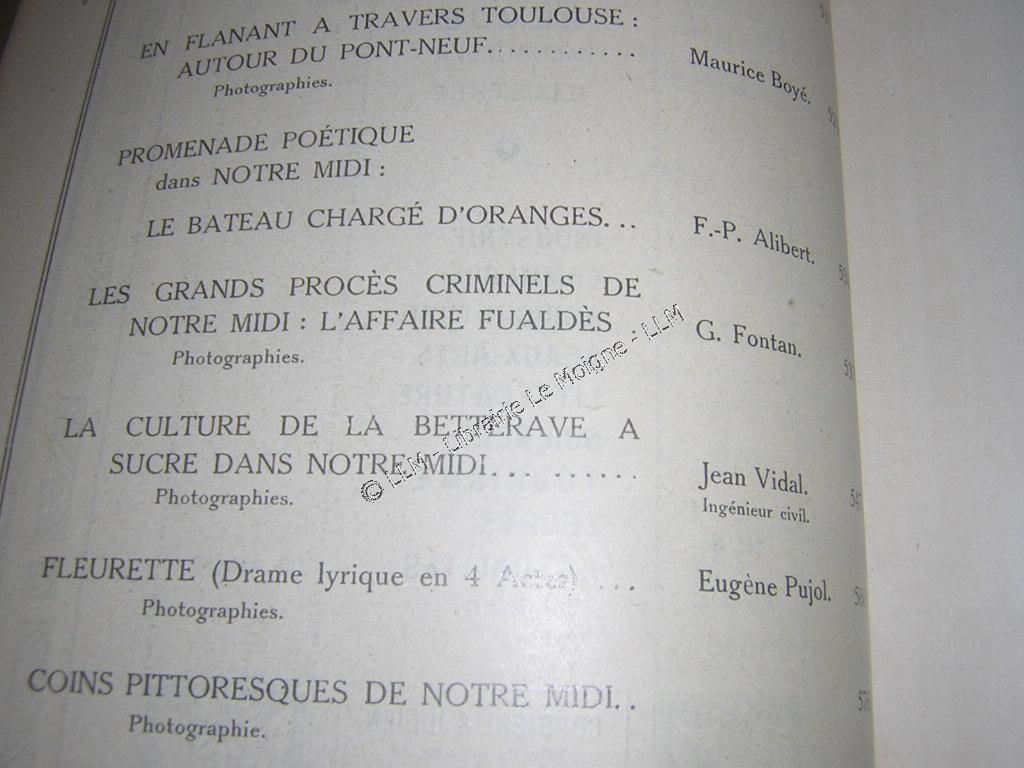 EN FLANANT A TRAVERS TOULOUSE :
AUTOUR DU PONT-NEUF............ Maurice Boyé.
Photographies.
PROMENADE POÉTIQUE
dans NOTRE MIDI :
LE BATEAU CHARGÉ D'ORANGES... F.-P. Alibert.
LES GRANDS PROCÈS CRIMINELS DE
NOTRE MIDI : L'AFFAIRE FUALDÈS . G. Fontan.
Photographies.
LA CULTURE DE LA BETTERAVE A
SUCRE DANS NOTRE MIDI... ...... Jean Vidal. 547
Photographies. Ingénieur civil.
FLEURETTE (Drame lyrique en 4 Actes) ... Eugène Pujol.
Photographies.
COINS PITTORESQUES DE NOTRE MIDI..
Photographie.
© LLM - Librairie Le Moigne - LLM